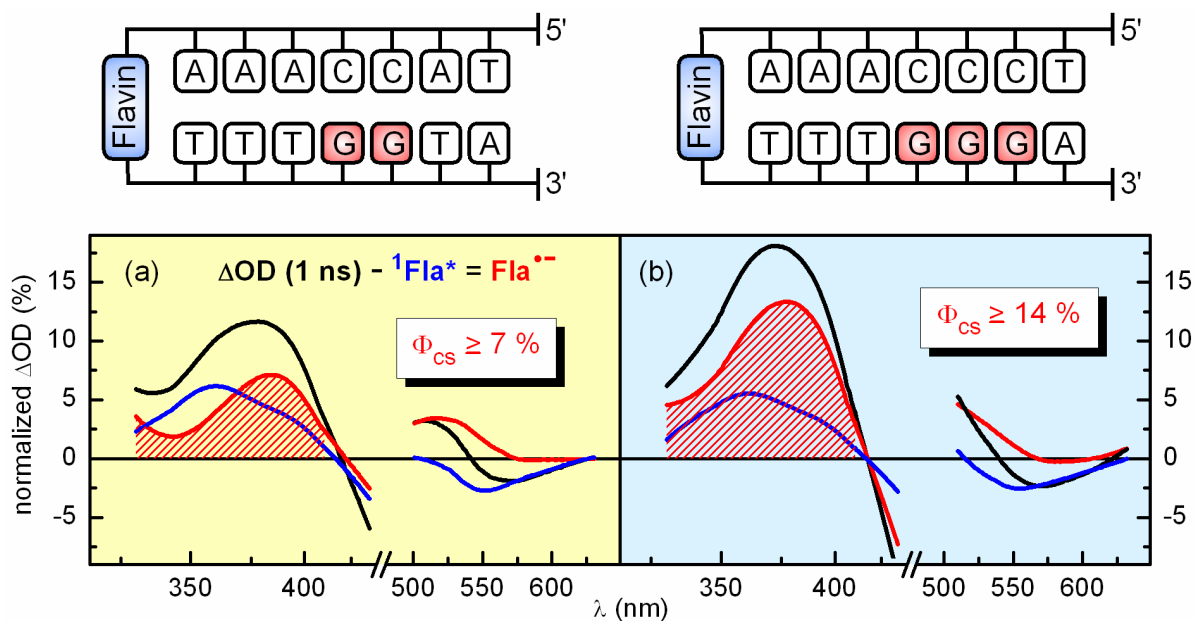 5' 5'
Flavin A A A C C A T Flavin A A A C C C T
T T T G G T A T T T G G G A
3' 3'
(a) ΔOD (1 ns) - ¹Fla* = Fla•− (b)
Φcs ≥ 7 % Φcs ≥ 14 %
normalized ΔOD (%)
15 15
10 10
5 5
0 0
-5 -5
350 400 500 550 600 350 400 500 550 600
λ (nm)